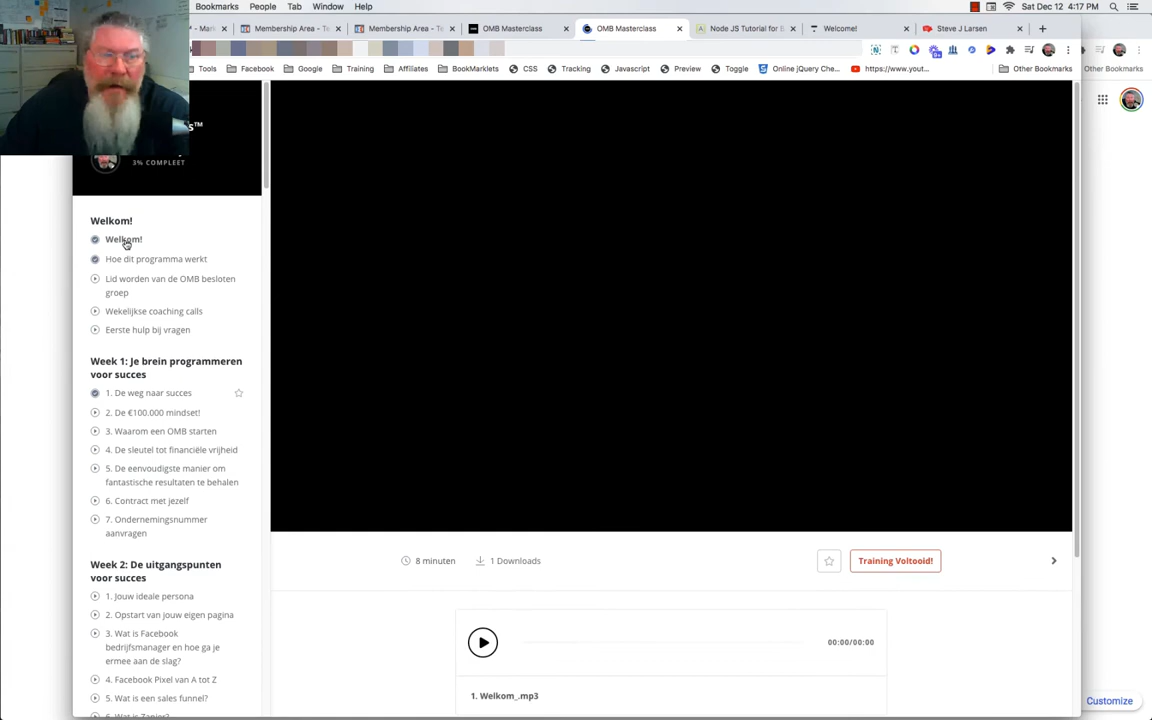 Bookmarks People Tab Window Help Sat Dec 12 4:17 PM
Membership Area - Te Membership Area - Te OMB Masterclass OMB Masterclass Node JS Tutorial for B Welcome! Steve J Larsen
Tools Facebook Google Training Affiliates BookMarklets CSS Tracking Javascript Preview Toggle Online jQuery Che... https://www.yout... Other Bookmarks Other Bookmarks
3% COMPLEET
Welkom!
Welkom!
Hoe dit programma werkt
Lid worden van de OMB besloten
groep
Wekelijkse coaching calls
Eerste hulp bij vragen
Week 1: Je brein programmeren
voor succes
1. De weg naar succes
2. De €100.000 mindset!
3. Waarom een OMB starten
4. De sleutel tot financiële vrijheid
5. De eenvoudigste manier om
fantastische resultaten te behalen
6. Contract met jezelf
7. Ondernemingsnummer
aanvragen
Week 2: De uitgangspunten
voor succes
1. Jouw ideale persona
2. Opstart van jouw eigen pagina
3. Wat is Facebook
bedrijfsmanager en hoe ga je
ermee aan de slag?
4. Facebook Pixel van A tot Z
5. Wat is een sales funnel?
6. Wat is Zapier?
8 minuten 1 Downloads Training Voltooid!
00:00/00:00
1. Welkom_.mp3
Customize